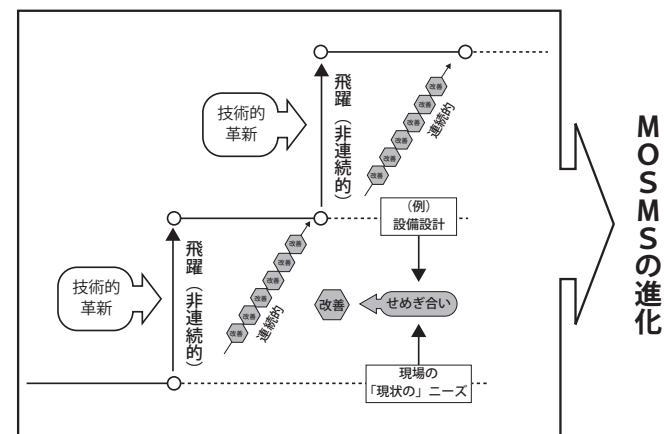 技術的
革新
飛躍（非連続的）
改善
改善
改善
改善
改善
改善
連続的
技術的
革新
飛躍（非連続的）
改善
改善
改善
改善
改善
改善
連続的
（例）
設備設計
改善
せめぎ合い
現場の
「現状の」ニーズ
MOSMSの進化